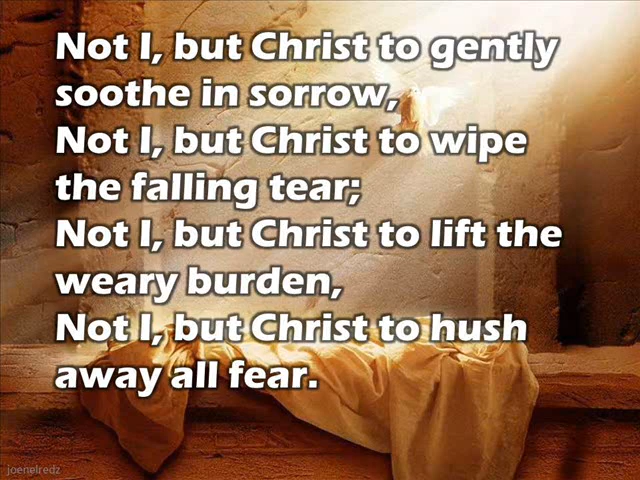 Not I, but Christ to gently
soothe in sorrow,
Not I, but Christ to wipe
the falling tear;
Not I, but Christ to lift the
weary burden,
Not I, but Christ to hush
away all fear.
joenelredz